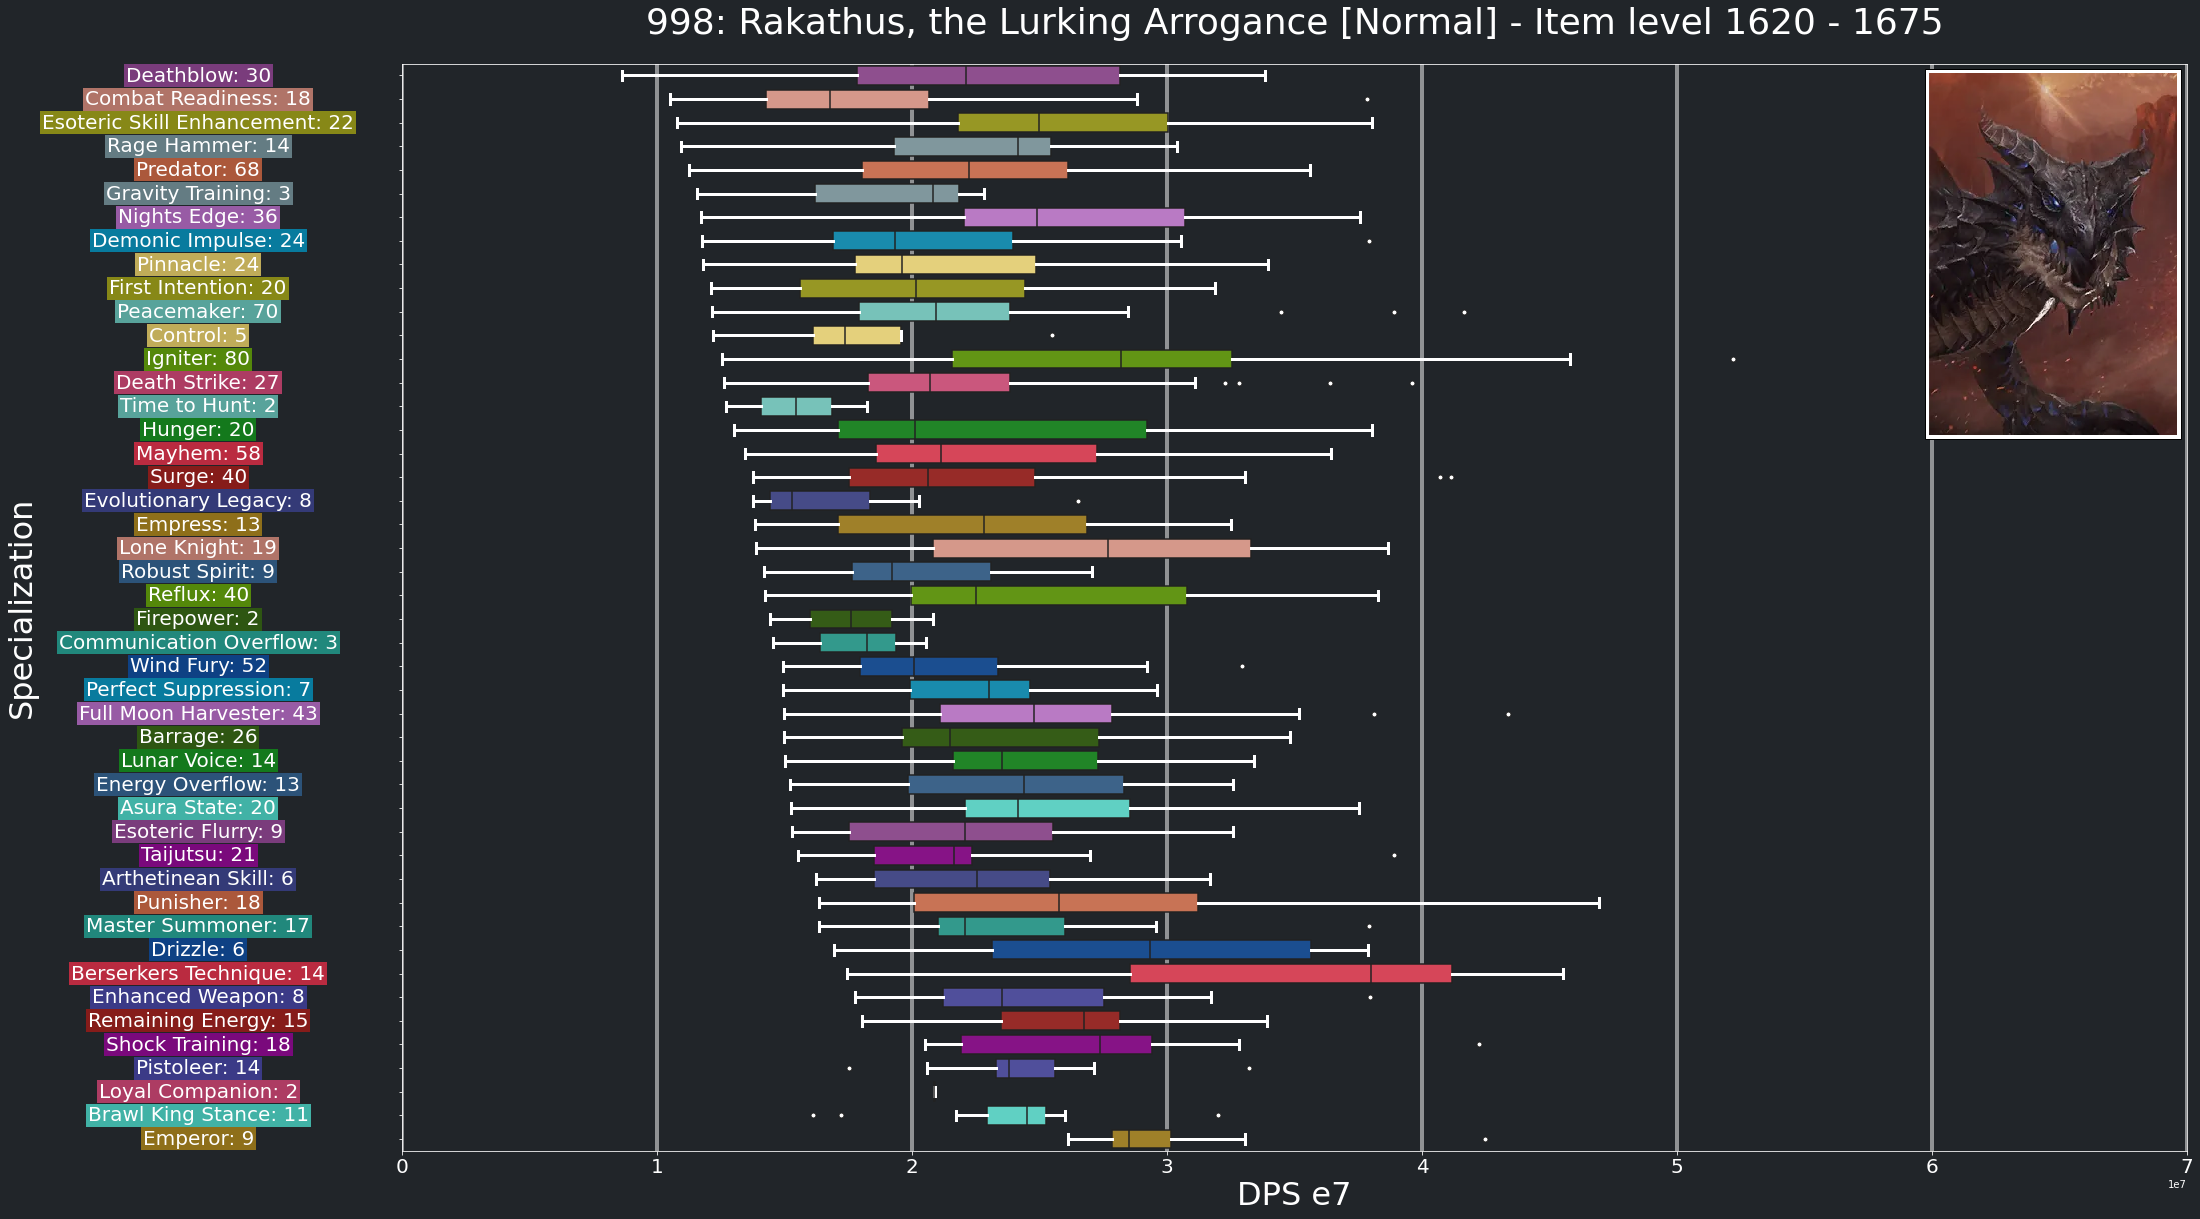 998: Rakathus, the Lurking Arrogance [Normal] - Item level 1620 - 1675
Specialization
Deathblow: 30
Combat Readiness: 18
Esoteric Skill Enhancement: 22
Rage Hammer: 14
Predator: 68
Gravity Training: 3
Nights Edge: 36
Demonic Impulse: 24
Pinnacle: 24
First Intention: 20
Peacemaker: 70
Control: 5
Igniter: 80
Death Strike: 27
Time to Hunt: 2
Hunger: 20
Mayhem: 58
Surge: 40
Evolutionary Legacy: 8
Empress: 13
Lone Knight: 19
Robust Spirit: 9
Reflux: 40
Firepower: 2
Communication Overflow: 3
Wind Fury: 52
Perfect Suppression: 7
Full Moon Harvester: 43
Barrage: 26
Lunar Voice: 14
Energy Overflow: 13
Asura State: 20
Esoteric Flurry: 9
Taijutsu: 21
Arthetinean Skill: 6
Punisher: 18
Master Summoner: 17
Drizzle: 6
Berserkers Technique: 14
Enhanced Weapon: 8
Remaining Energy: 15
Shock Training: 18
Pistoleer: 14
Loyal Companion: 2
Brawl King Stance: 11
Emperor: 9
0 1 2 3 4 5 6 7
1e7
DPS e7